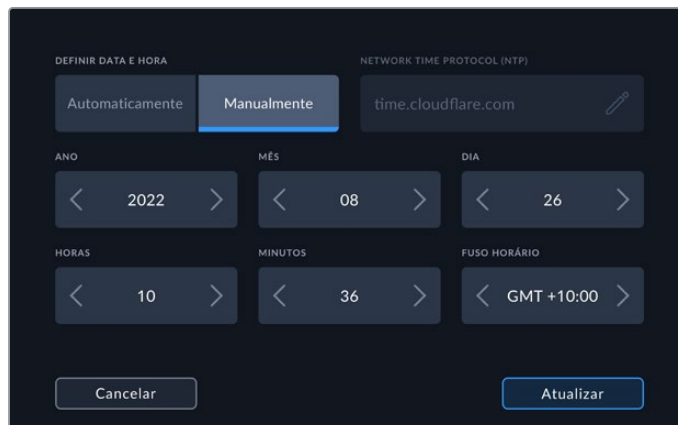 DEFINIR DATA E HORA
NETWORK TIME PROTOCOL (NTP)
Automaticamente
Manualmente
time.cloudflare.com
ANO
MÊS
DIA
2022
08
26
HORAS
MINUTOS
FUSO HORÁRIO
10
36
GMT +10:00
Cancelar
Atualizar